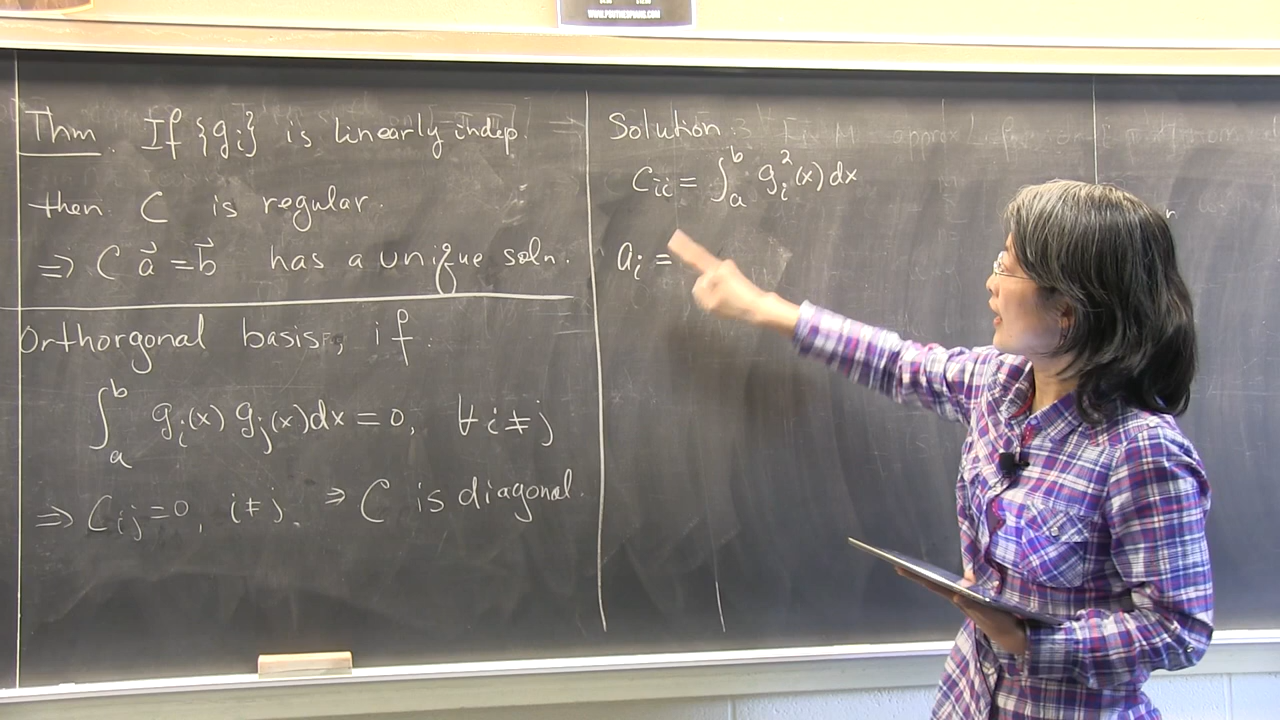 Thm. If {gᵢ} is linearly indep.
then C is regular.
⇒ C a⃗ = b⃗ has a unique soln.
Orthorgonal basis, if
∫ₐᵇ gᵢ(x) gⱼ(x) dx = 0, ∀ i ≠ j
⇒ Cᵢⱼ = 0, i ≠ j. ⇒ C is diagonal.
Solution:
Cᵢᵢ = ∫ₐᵇ gᵢ²(x) dx
aᵢ =